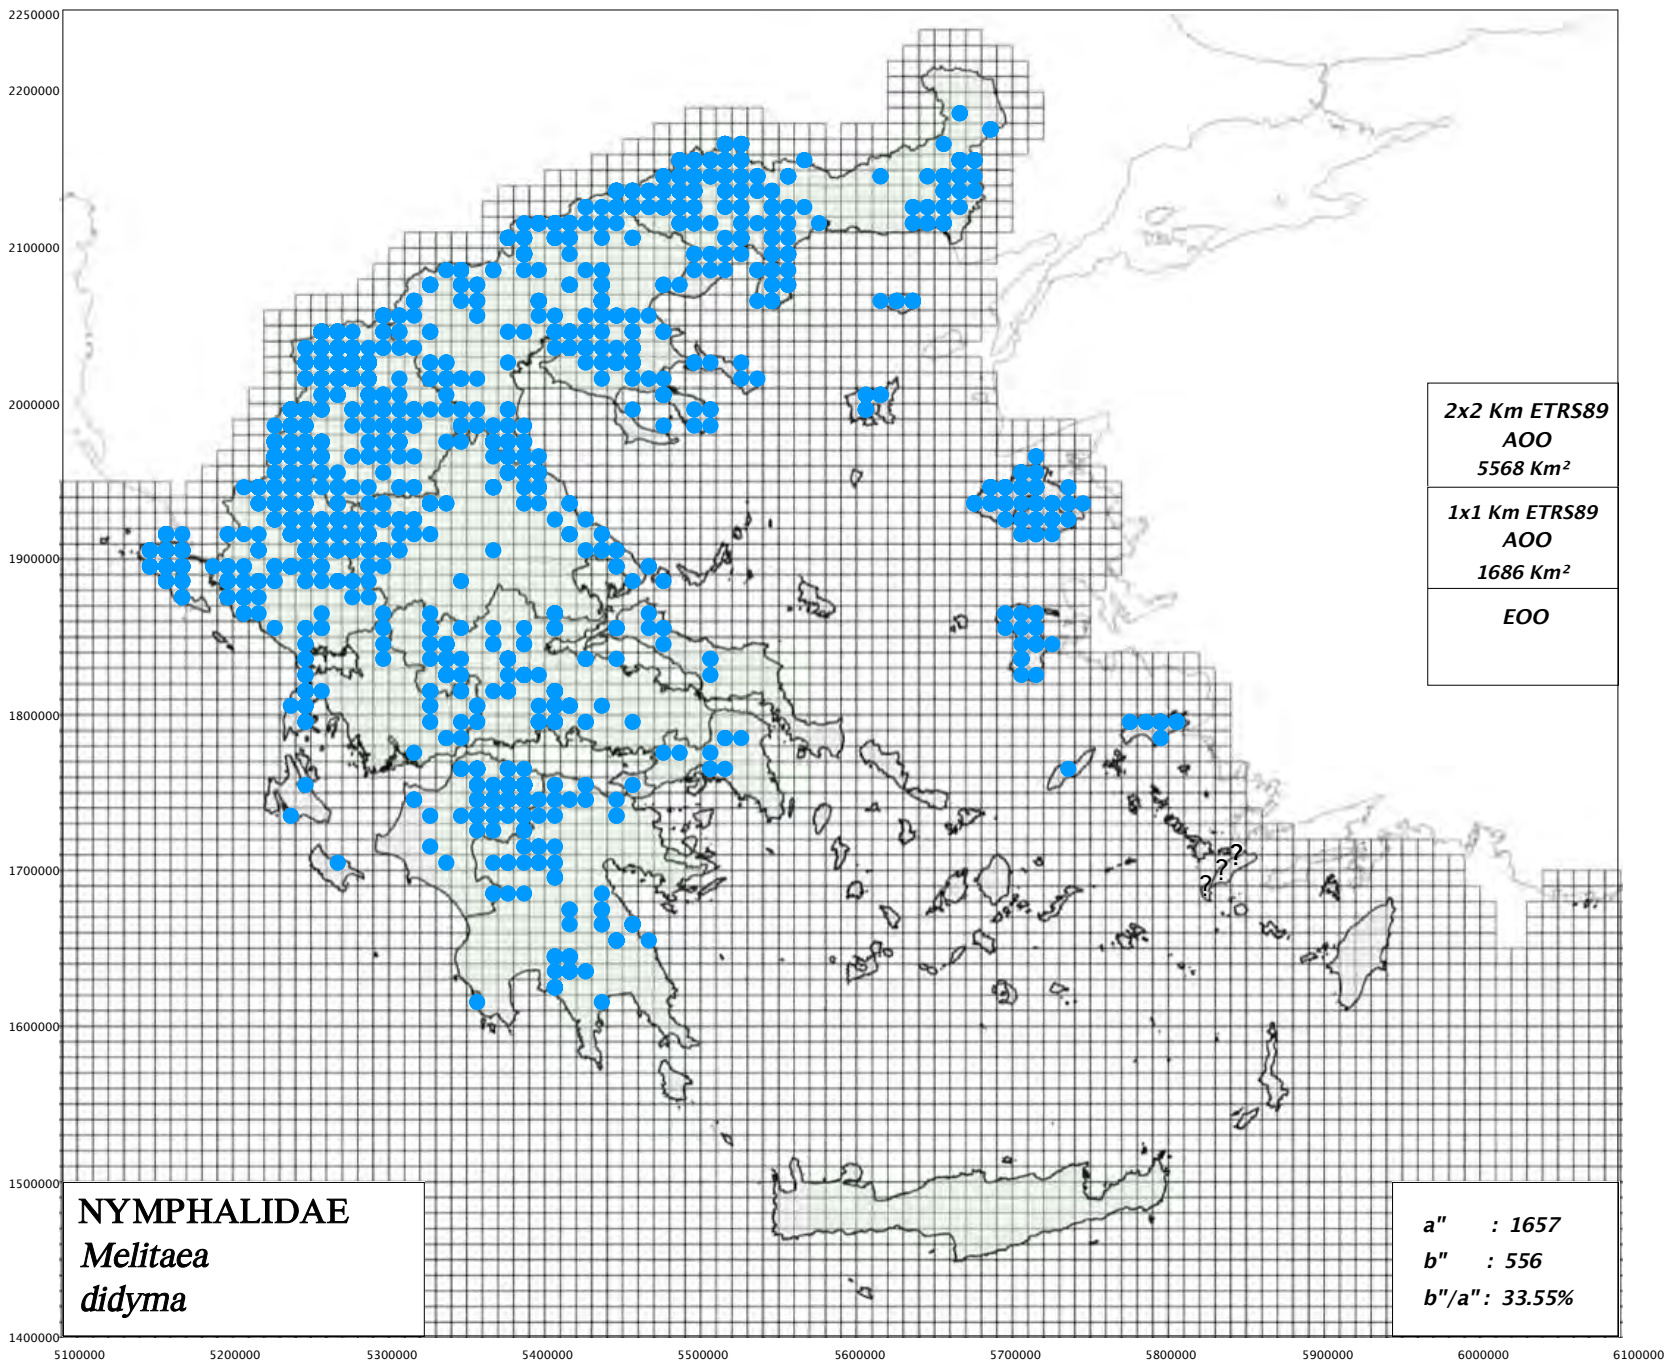 2250000
2200000
2100000
2000000
1900000
1800000
1700000
1600000
1500000
1400000
5100000 5200000 5300000 5400000 5500000 5600000 5700000 5800000 5900000 6000000 6100000
2x2 Km ETRS89
AOO
5568 Km²
1x1 Km ETRS89
AOO
1686 Km²
EOO
?
?
?
NYMPHALIDAE
Melitaea
didyma
a" : 1657
b" : 556
b"/a" : 33.55%